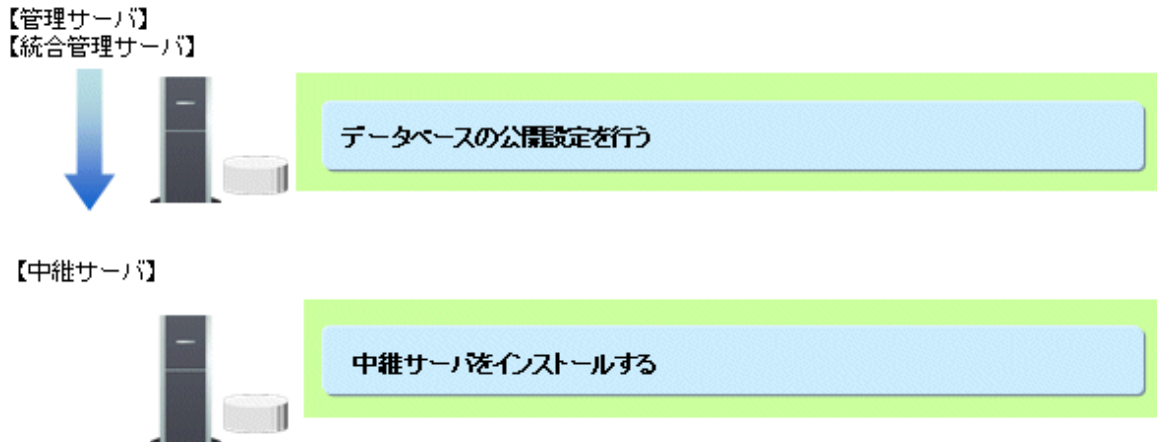 【管理サーバ】
【統合管理サーバ】
データベースの公開設定を行う
【中継サーバ】
中継サーバをインストールする